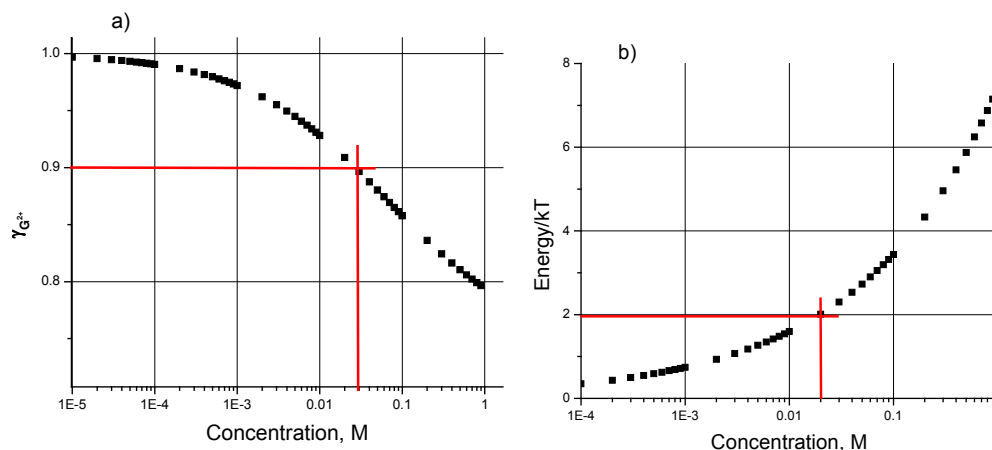 a)
1.0
0.9
0.8
γG²⁺
1E-5
1E-4
1E-3
0.01
0.1
1
Concentration, M
b)
8
6
4
2
0
Energy/kT
1E-4
1E-3
0.01
0.1
Concentration, M